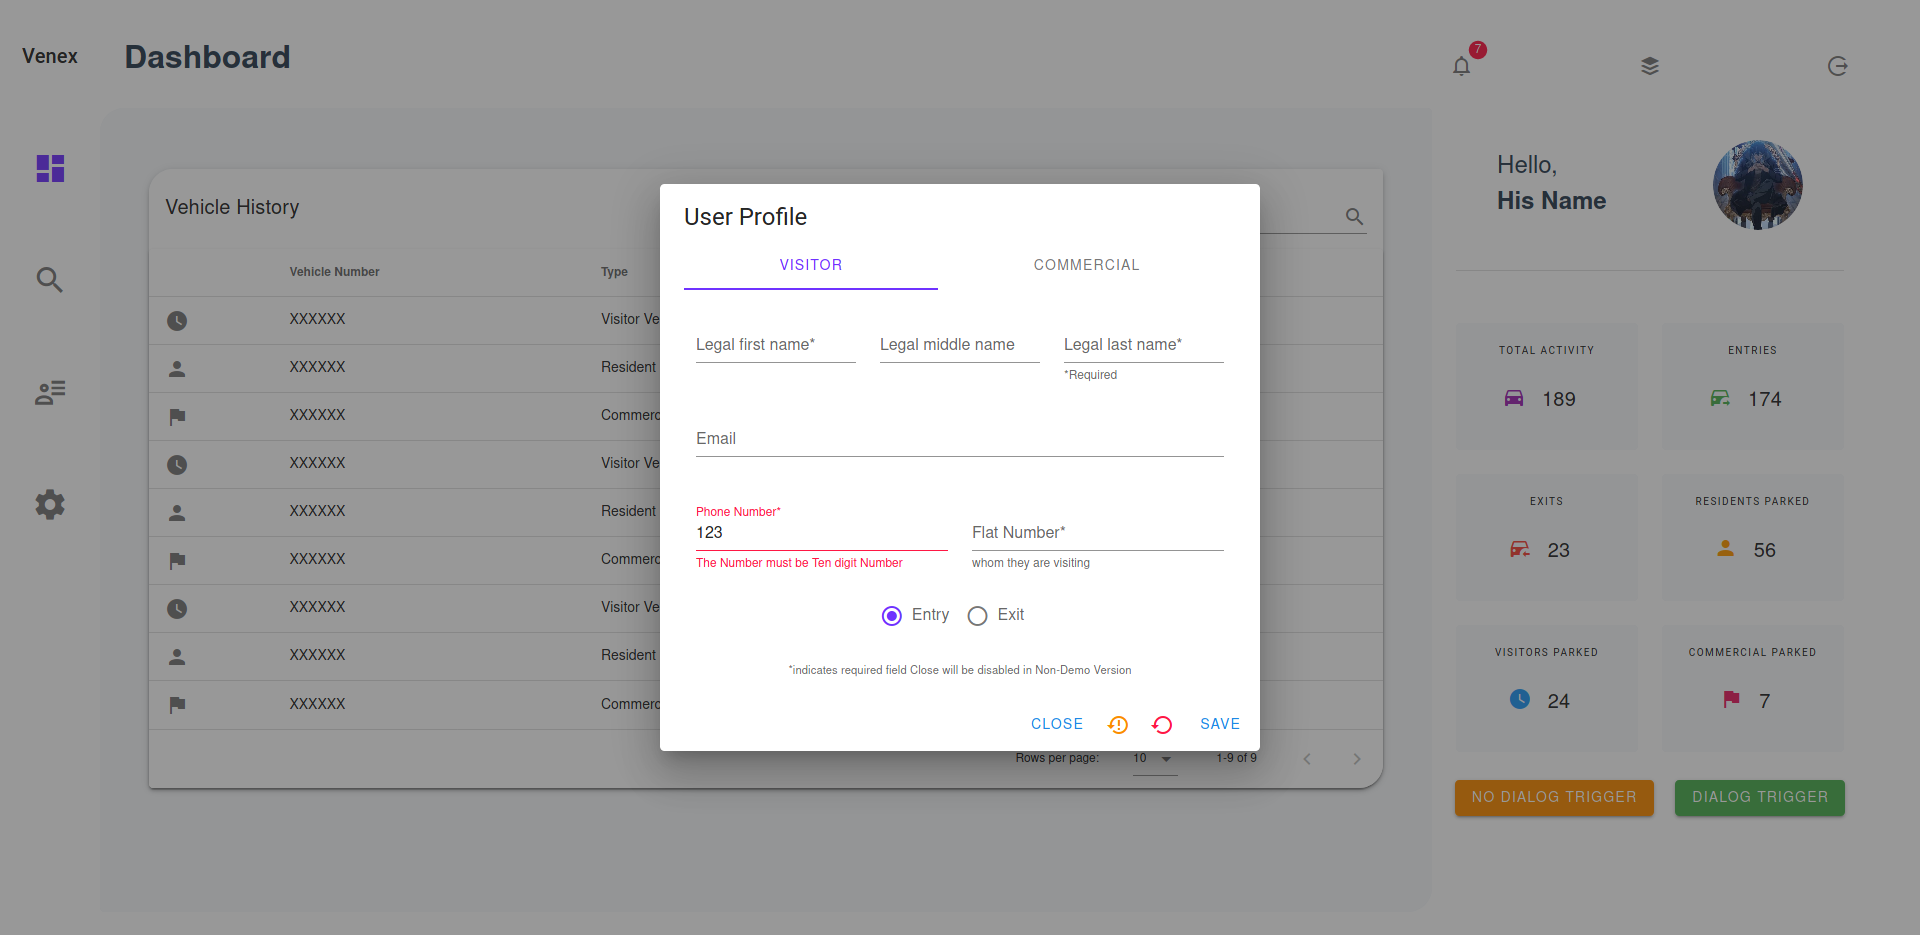 Venex
Dashboard
7
Hello,
His Name
Vehicle History
Vehicle Number
Type
XXXXXX
Visitor Ve
XXXXXX
Resident
XXXXXX
Commerc
XXXXXX
Visitor Ve
XXXXXX
Resident
XXXXXX
Commerc
XXXXXX
Visitor Ve
XXXXXX
Resident
XXXXXX
Commerc
Rows per page:
10
1-9 of 9
User Profile
VISITOR
COMMERCIAL
Legal first name*
Legal middle name
Legal last name*
*Required
Email
Phone Number*
123
The Number must be Ten digit Number
Flat Number*
whom they are visiting
Entry
Exit
*indicates required field Close will be disabled in Non-Demo Version
CLOSE
SAVE
TOTAL ACTIVITY
189
ENTRIES
174
EXITS
23
RESIDENTS PARKED
56
VISITORS PARKED
24
COMMERCIAL PARKED
7
NO DIALOG TRIGGER
DIALOG TRIGGER